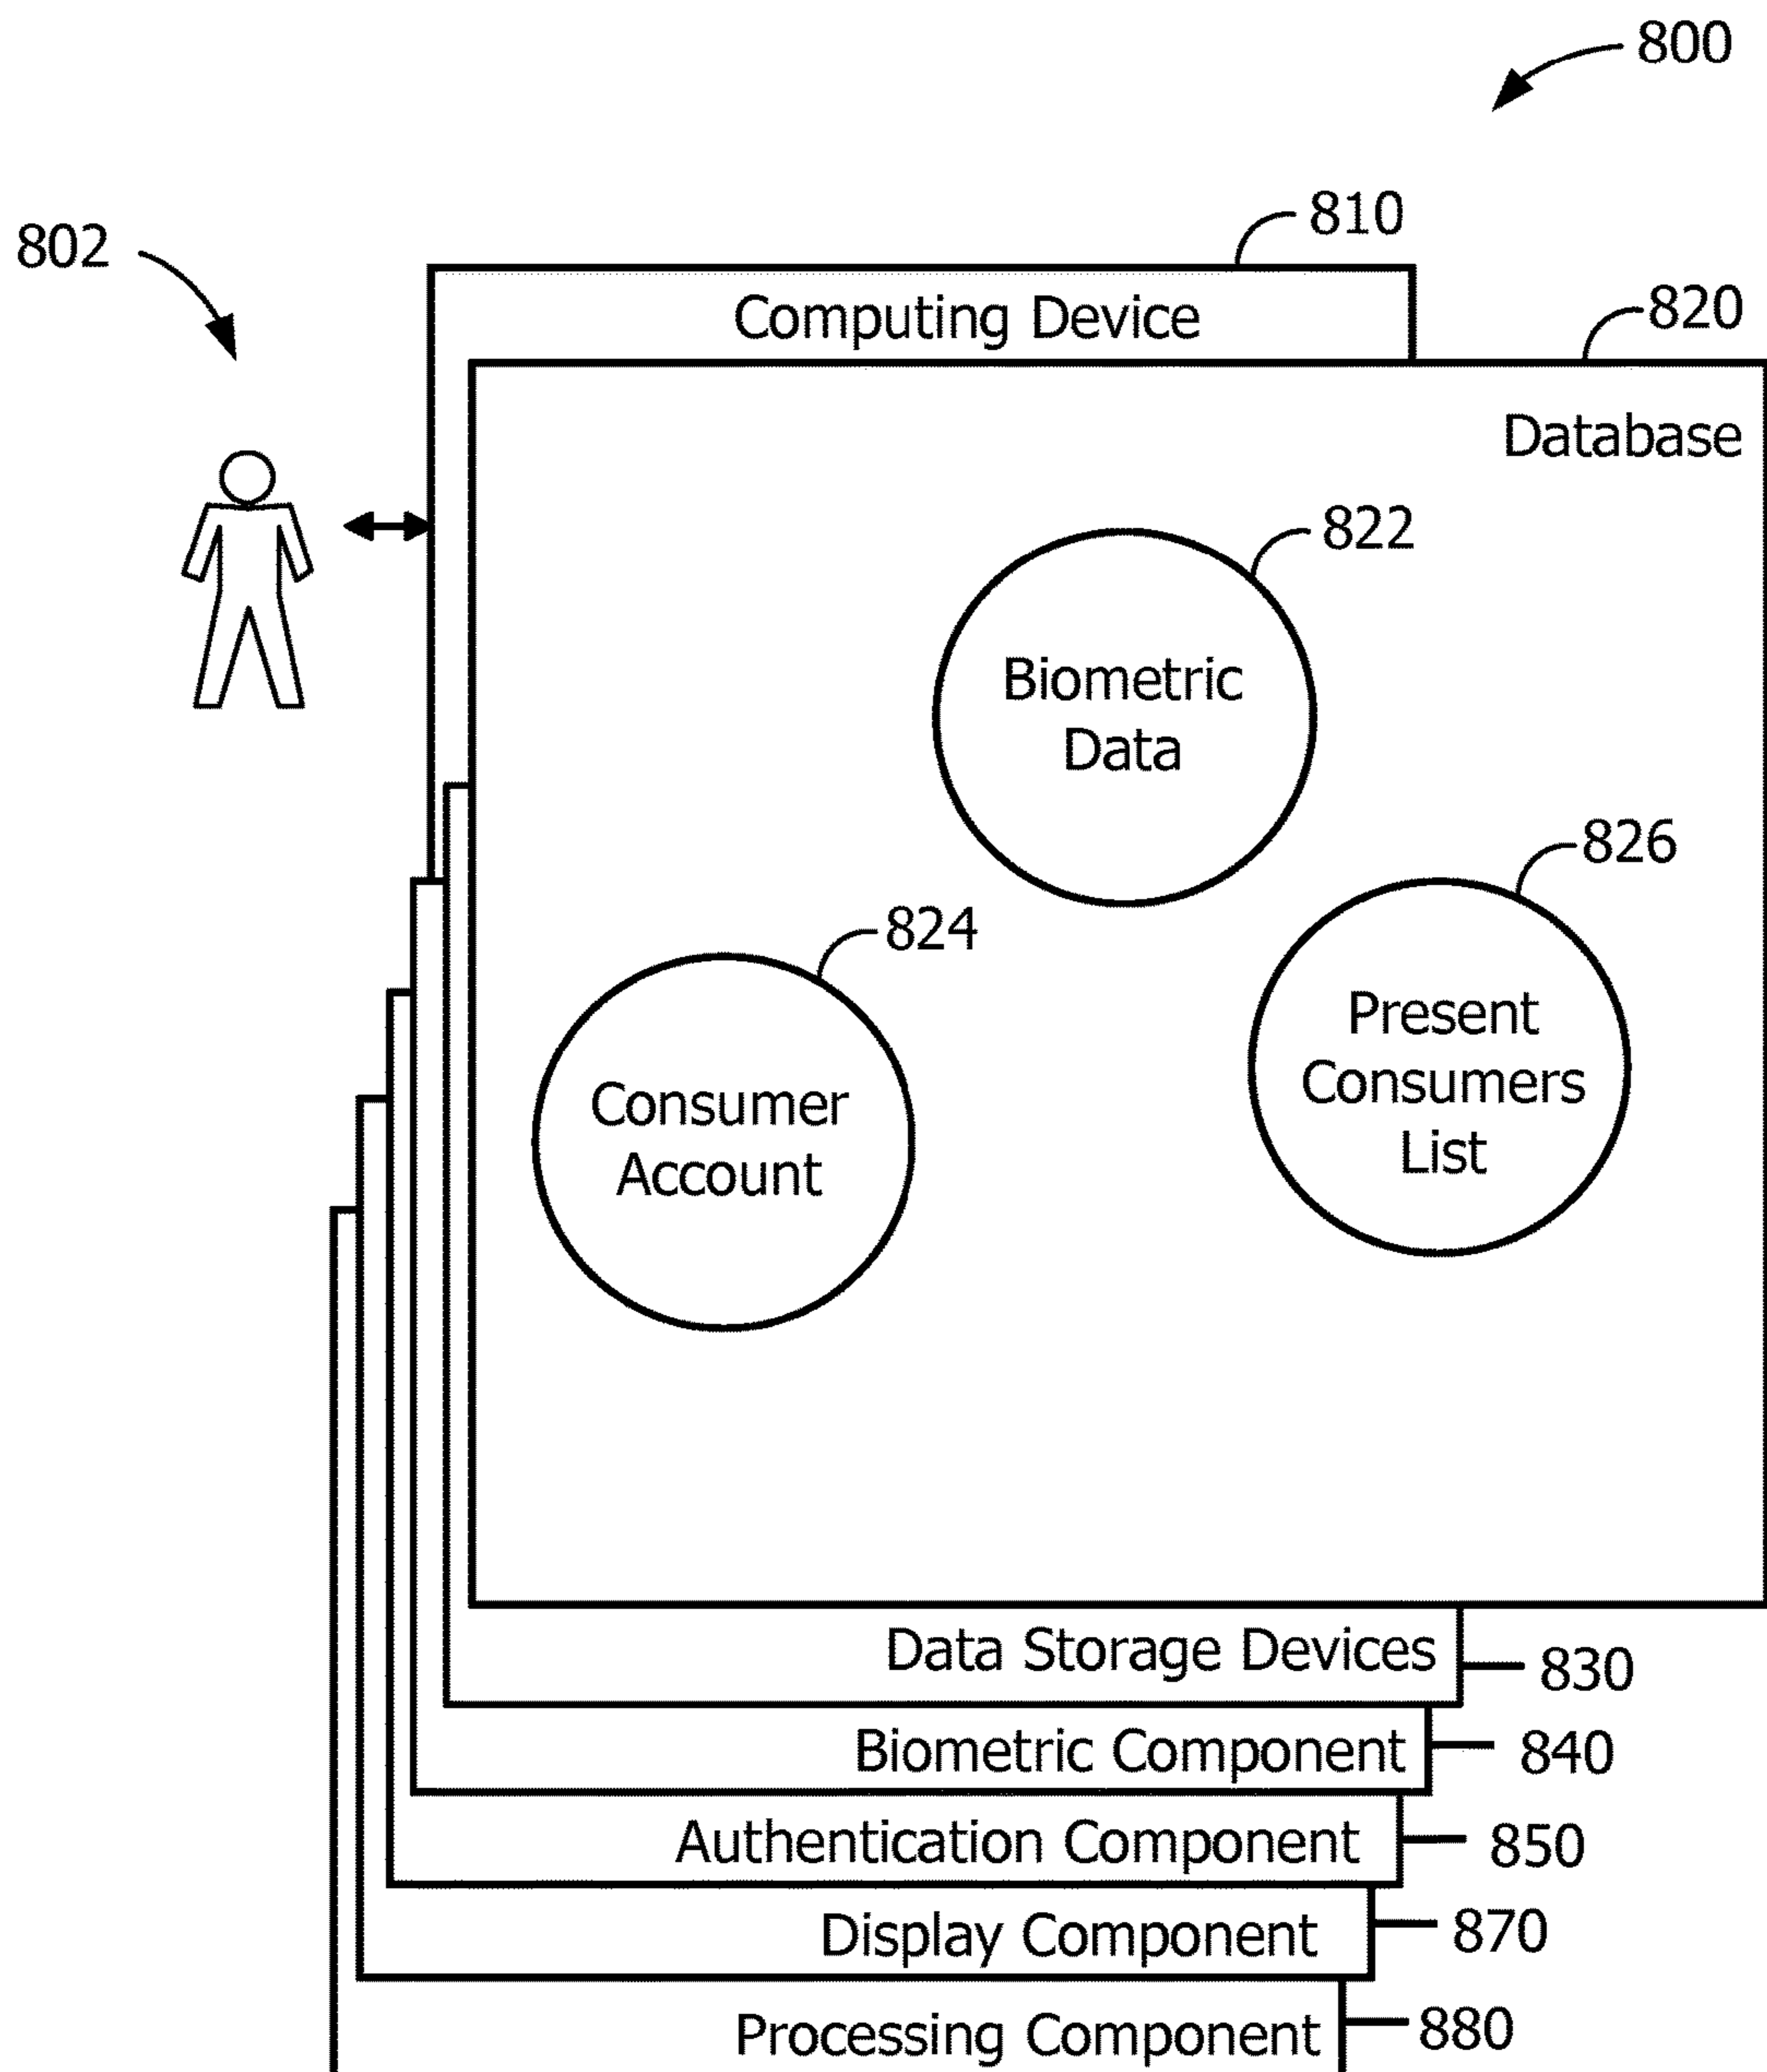 800
810
802
Computing Device
820
Database
822
Biometric
Data
826
824
Present
Consumers
List
Consumer
Account
Data Storage Devices
830
Biometric Component
840
Authentication Component
850
Display Component
870
Processing Component
880